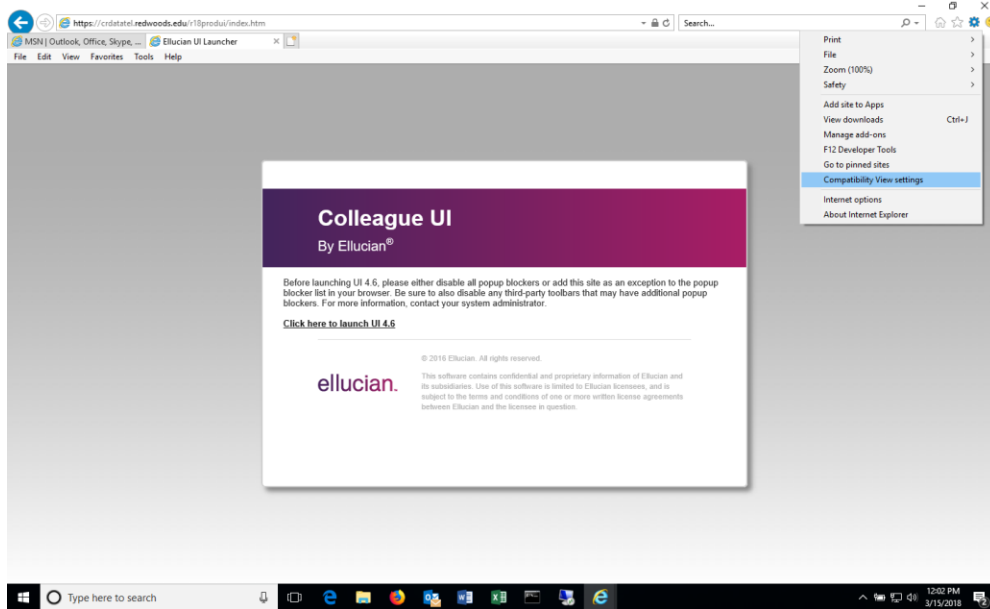 https://crdatatel.redwoods.edu/r18produi/index.htm
Search...
MSN | Outlook, Office, Skype, ...
Ellucian UI Launcher
File Edit View Favorites Tools Help
Print
File
Zoom (100%)
Safety
Add site to Apps
View downloads Ctrl+J
Manage add-ons
F12 Developer Tools
Go to pinned sites
Compatibility View settings
Internet options
About Internet Explorer
Colleague UI
By Ellucian®
Before launching UI 4.6, please either disable all popup blockers or add this site as an exception to the popup
blocker list in your browser. Be sure to also disable any third-party toolbars that may have additional popup
blockers. For more information, contact your system administrator.
Click here to launch UI 4.6
© 2016 Ellucian. All rights reserved.
ellucian.
This software contains confidential and proprietary information of Ellucian and
its subsidiaries. Use of this software is limited to Ellucian licensees, and is
subject to the terms and conditions of one or more written license agreements
between Ellucian and the licensee in question.
Type here to search
12:02 PM
3/15/2018